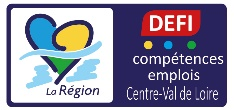 La Région
DEFI
compétences
emplois
Centre-Val de Loire